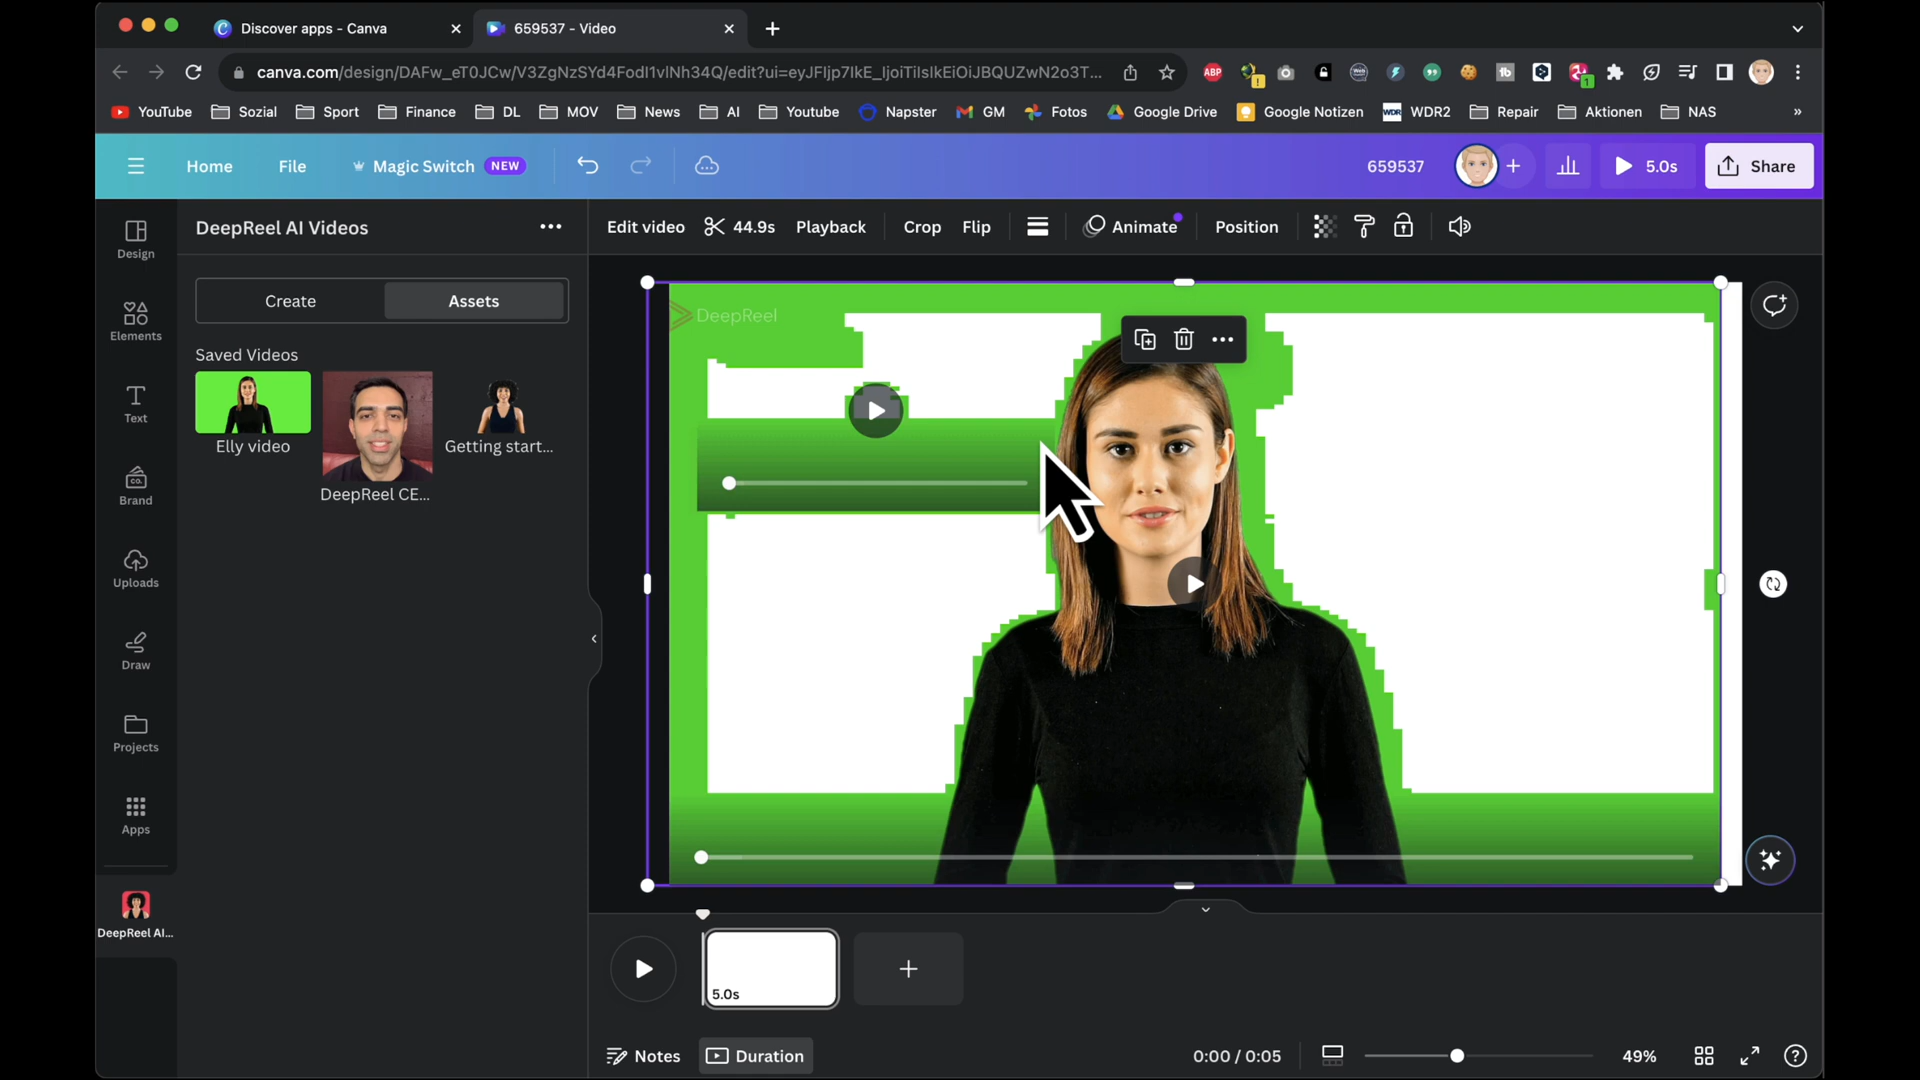 Discover apps - Canva
659537 - Video
canva.com/design/DAFw_eT0JCw/V3ZgNzSYd4FodI1vlNh34Q/edit?ui=eyJFIjp7IkE_IjoiTiIsIkEiOiJBQUZwN2o3T...
ABP
1
YouTube
Sozial
Sport
Finance
DL
MOV
News
AI
Youtube
Napster
GM
Fotos
Google Drive
Google Notizen
WDR
WDR2
Repair
Aktionen
NAS
»
Home
File
Magic Switch
NEW
659537
5.0s
Share
Design
Elements
Text
Brand
Uploads
Draw
Projects
Apps
DeepReel AI...
DeepReel AI Videos
Create
Assets
Saved Videos
Elly video
DeepReel CE...
Getting start...
Edit video
44.9s
Playback
Crop
Flip
Animate
Position
DeepReel
5.0s
Notes
Duration
0:00 / 0:05
49%